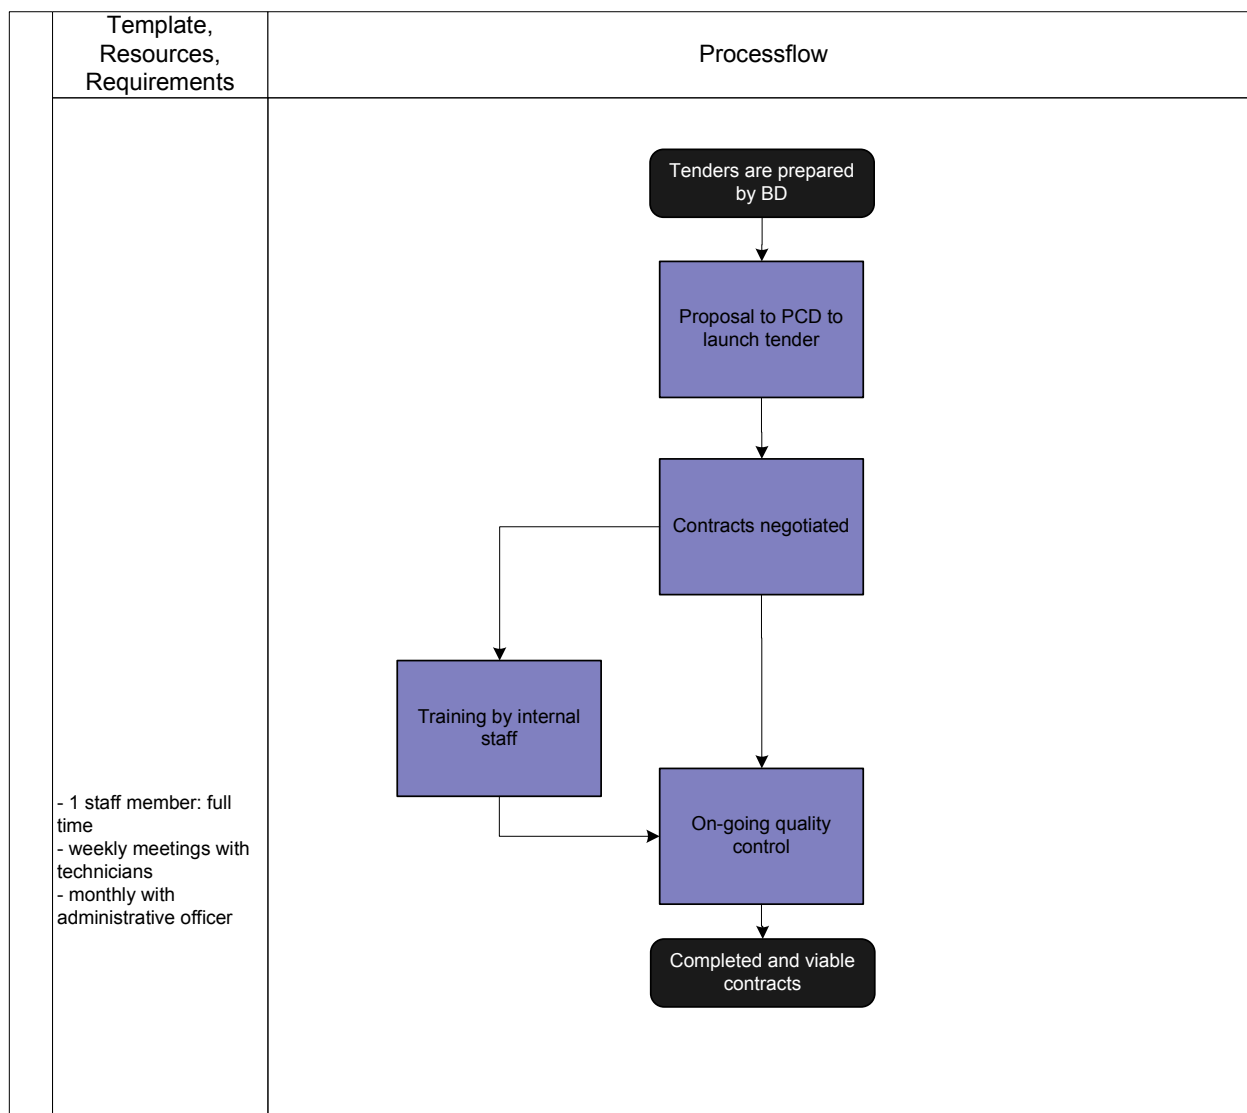 Template,
Resources,
Requirements
Processflow
Tenders are prepared
by BD
Proposal to PCD to
launch tender
Contracts negotiated
Training by internal
staff
- 1 staff member: full
time
- weekly meetings with
technicians
- monthly with
administrative officer
On-going quality
control
Completed and viable
contracts